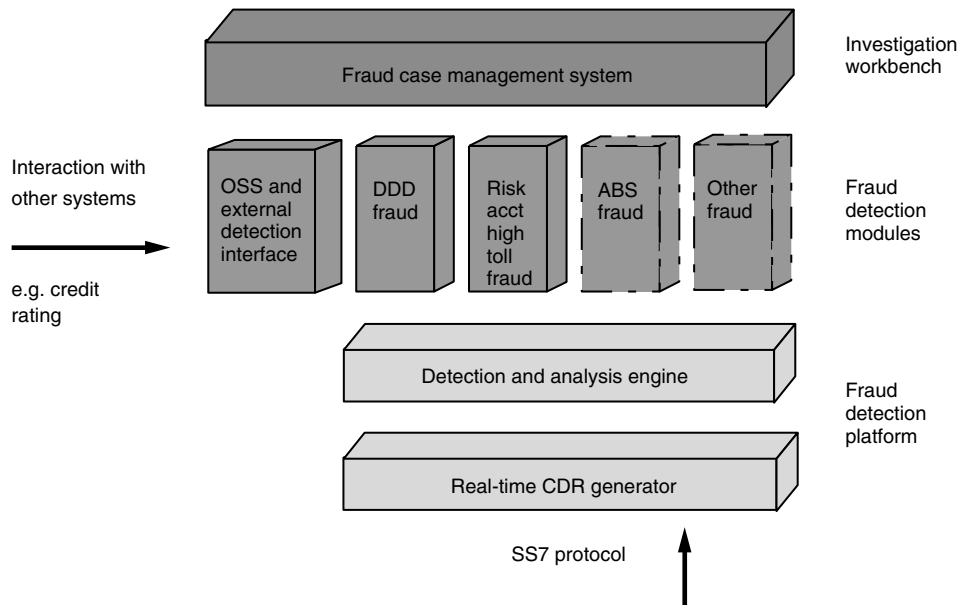 Fraud case management system
Investigation
workbench
Interaction with
other systems
e.g. credit
rating
OSS and
external
detection
interface
DDD
fraud
Risk
acct
high
toll
fraud
ABS
fraud
Other
fraud
Fraud
detection
modules
Detection and analysis engine
Real-time CDR generator
Fraud
detection
platform
SS7 protocol